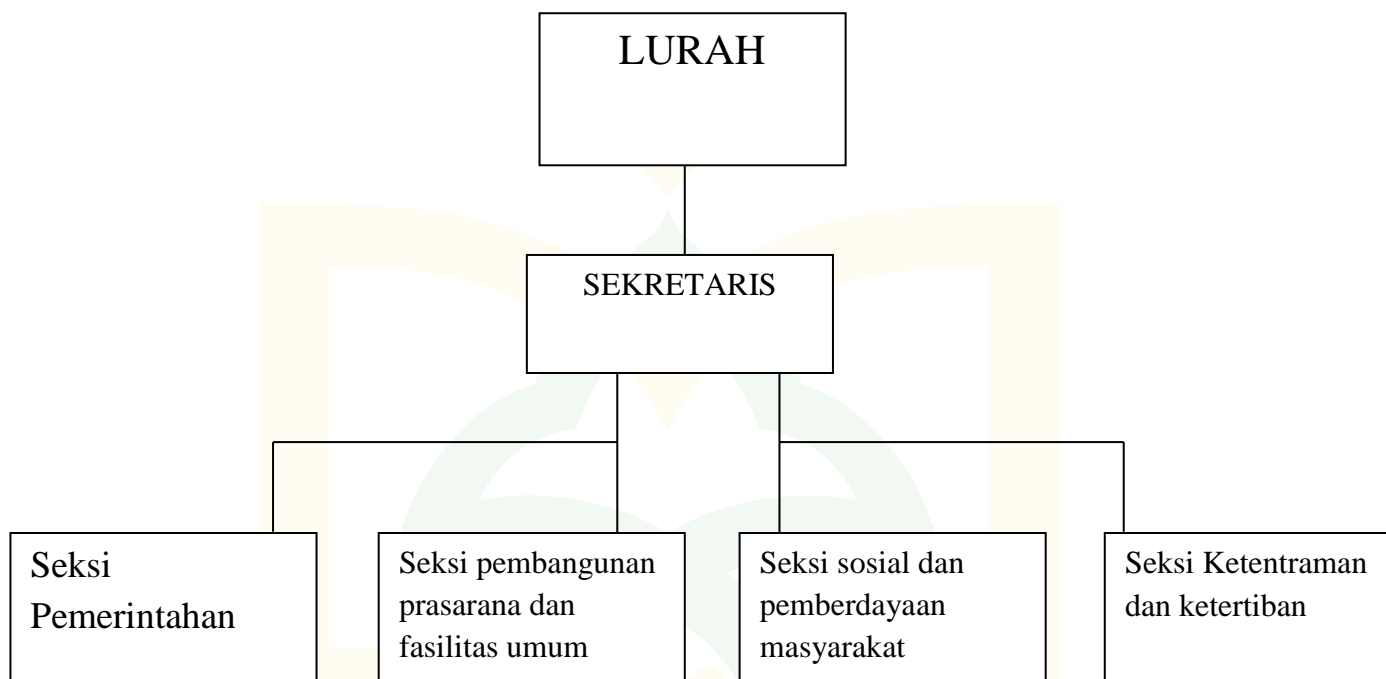 LURAH
SEKRETARIS
Seksi
Pemerintahan
Seksi pembangunan
prasarana dan
fasilitas umum
Seksi sosial dan
pemberdayaan
masyarakat
Seksi Ketentraman
dan ketertiban